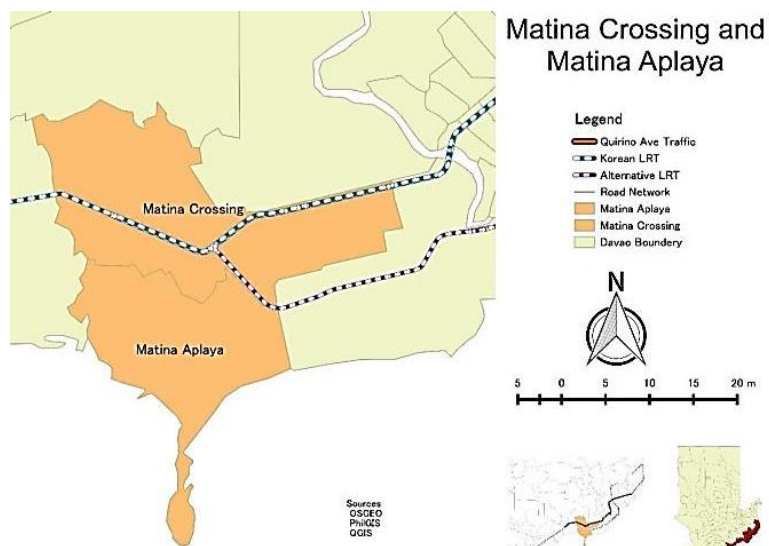 Matina Crossing and
Matina Aplaya
Legend
Quirino Ave Traffic
Korean LRT
Alternative LRT
Road Network
Matina Aplaya
Matina Crossing
Davao Boundary
N
5 0 5 10 15 20 m
Matina Crossing
Matina Aplaya
Sources
OSGEO
PhilGIS
QGIS